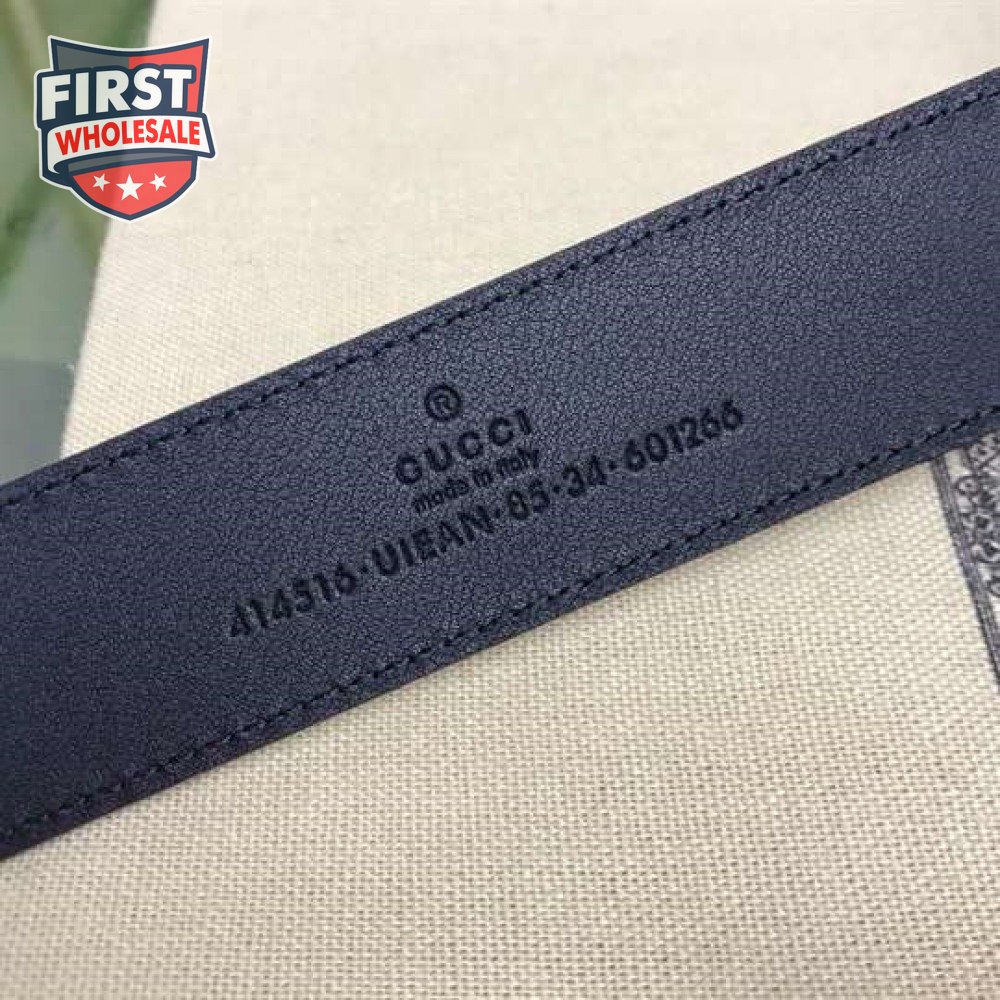 FIRST
WHOLESALE
®
GUCCI
made in italy
414516·UIEAN·85·34·601266